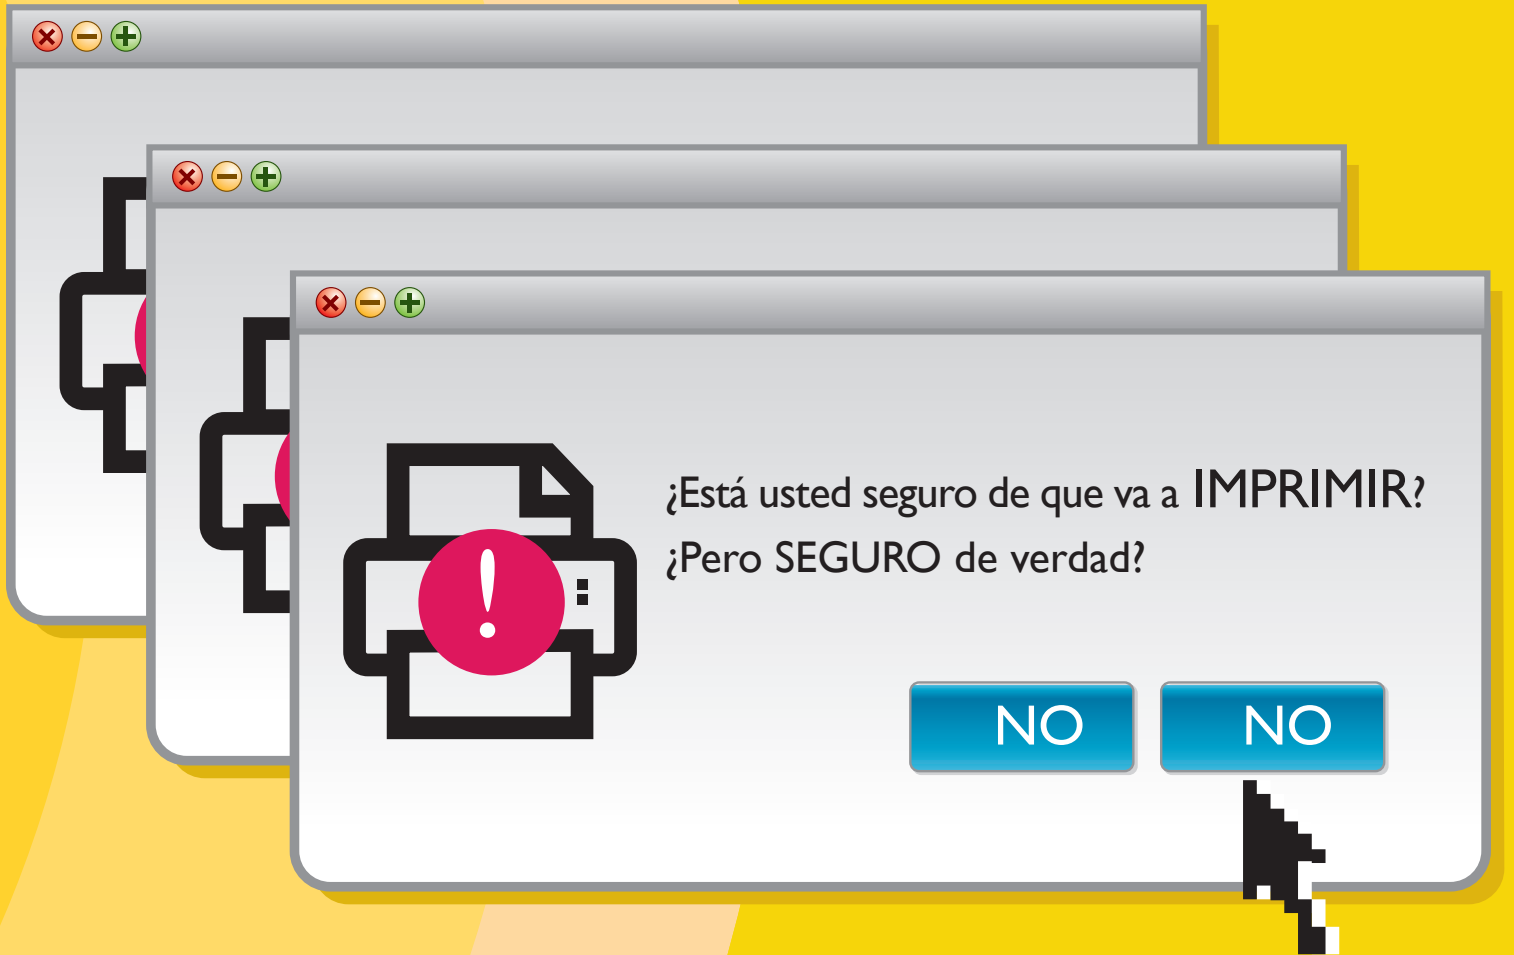 ¿Está usted seguro de que va a IMPRIMIR?
¿Pero SEGURO de verdad?
NO NO